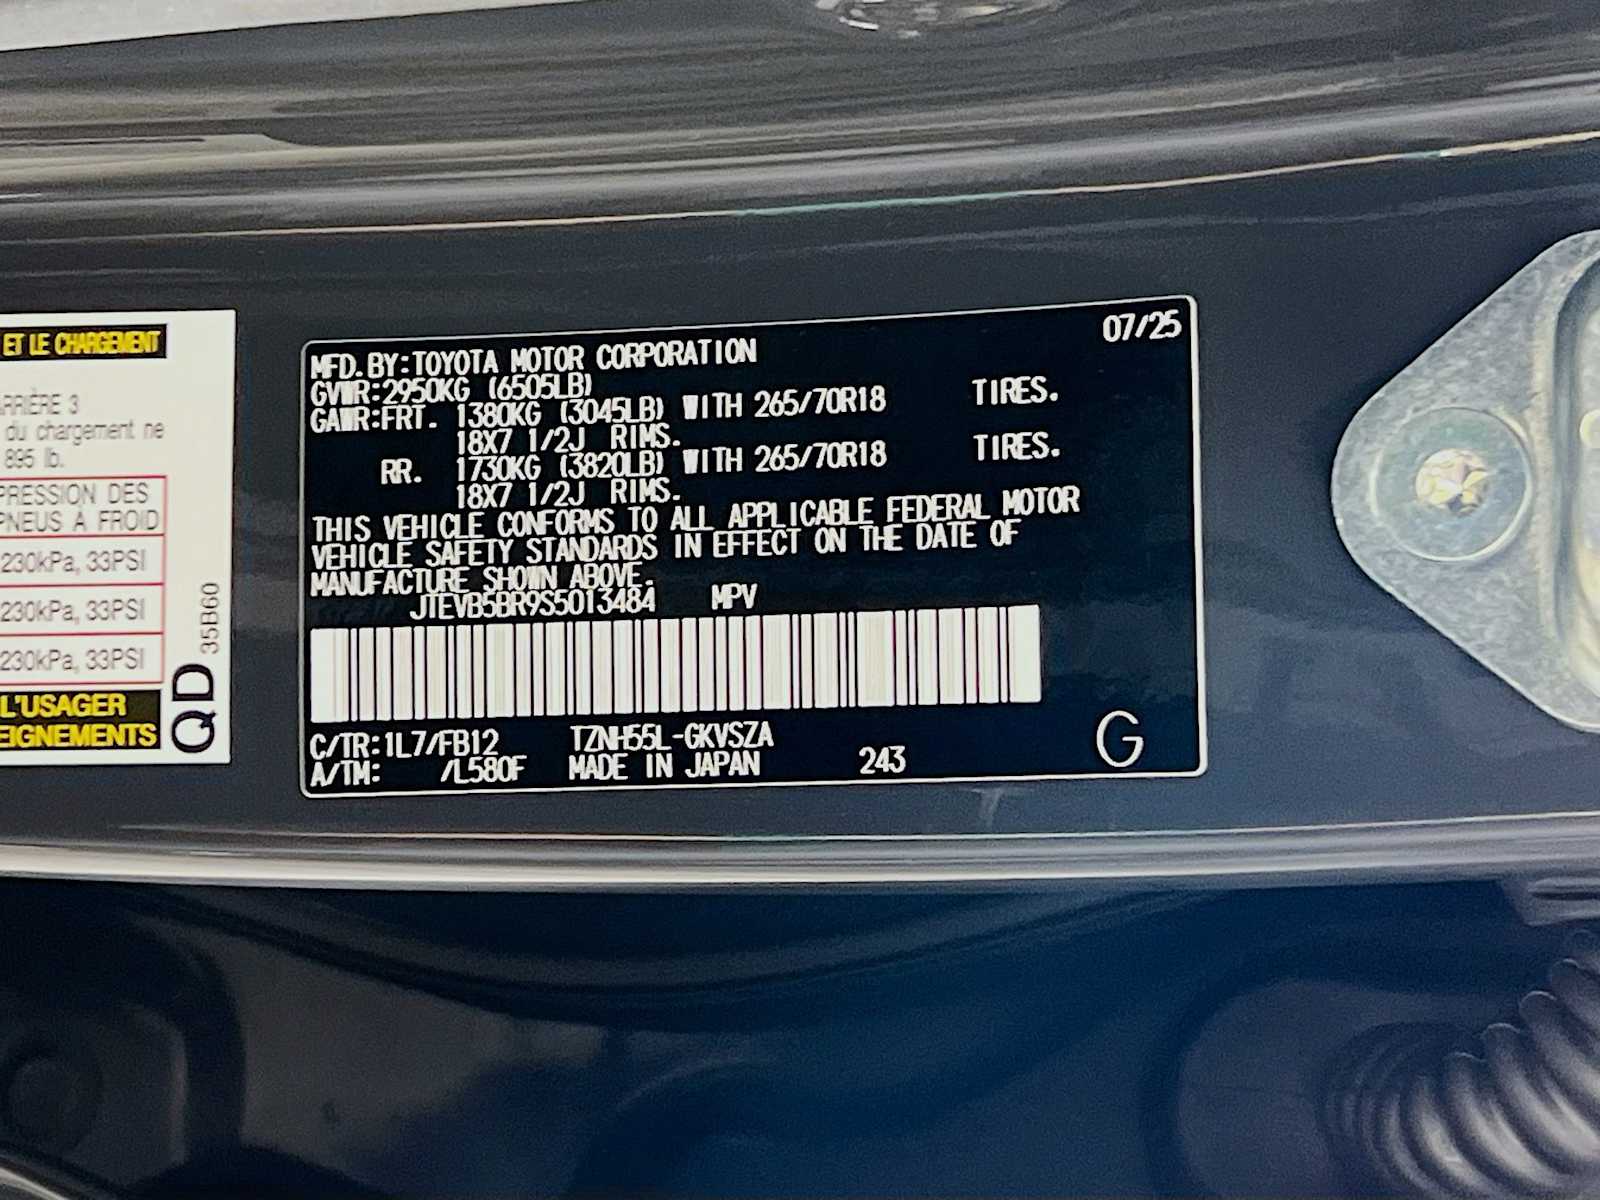 ET LE CHARGEMENT
ARRIÈRE 3
du chargement ne
895 lb.
PRESSION DES
PNEUS À FROID
230kPa, 33PSI
230kPa, 33PSI
230kPa, 33PSI
L'USAGER
EIGNEMENTS
QD
35B60
07/25
MFD.BY:TOYOTA MOTOR CORPORATION
GVWR:2950KG (6505LB)
GAWR:FRT. 1380KG (3045LB) WITH 265/70R18 TIRES.
18X7 1/2J RIMS.
RR. 1730KG (3820LB) WITH 265/70R18 TIRES.
18X7 1/2J RIMS.
THIS VEHICLE CONFORMS TO ALL APPLICABLE FEDERAL MOTOR
VEHICLE SAFETY STANDARDS IN EFFECT ON THE DATE OF
MANUFACTURE SHOWN ABOVE.
JTEVB5BR9S5013484 MPV
C/TR:1L7/FB12 TZNH55L-GKVSZA
A/TM: /L580F MADE IN JAPAN 243
G